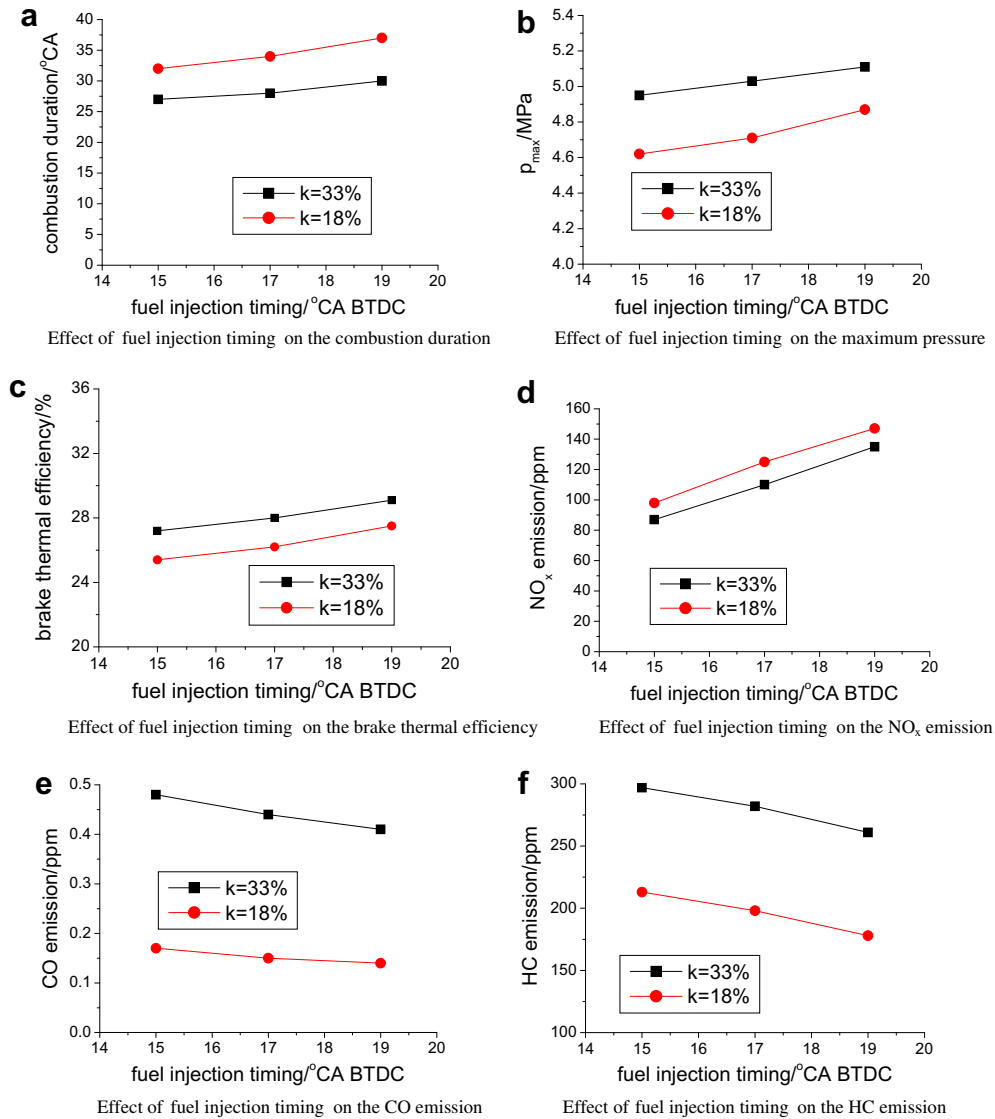 a
combustion duration/°CA
40
35
30
25
20
15
10
5
0
k=33%
k=18%
14 15 16 17 18 19 20
fuel injection timing/°CA BTDC
Effect of fuel injection timing on the combustion duration
b
pmax/MPa
5.4
5.2
5.0
4.8
4.6
4.4
4.2
4.0
k=33%
k=18%
14 15 16 17 18 19 20
fuel injection timing/°CA BTDC
Effect of fuel injection timing on the maximum pressure
c
brake thermal efficiency/%
36
32
28
24
20
k=33%
k=18%
14 15 16 17 18 19 20
fuel injection timing/°CA BTDC
Effect of fuel injection timing on the brake thermal efficiency
d
NOx emission/ppm
160
140
120
100
80
60
40
20
0
k=33%
k=18%
14 15 16 17 18 19 20
fuel injection timing/°CA BTDC
Effect of fuel injection timing on the NOx emission
e
CO emission/ppm
0.5
0.4
0.3
0.2
0.1
0.0
k=33%
k=18%
14 15 16 17 18 19 20
fuel injection timing/°CA BTDC
Effect of fuel injection timing on the CO emission
f
HC emission/ppm
300
250
200
150
100
k=33%
k=18%
14 15 16 17 18 19 20
fuel injection timing/°CA BTDC
Effect of fuel injection timing on the HC emission